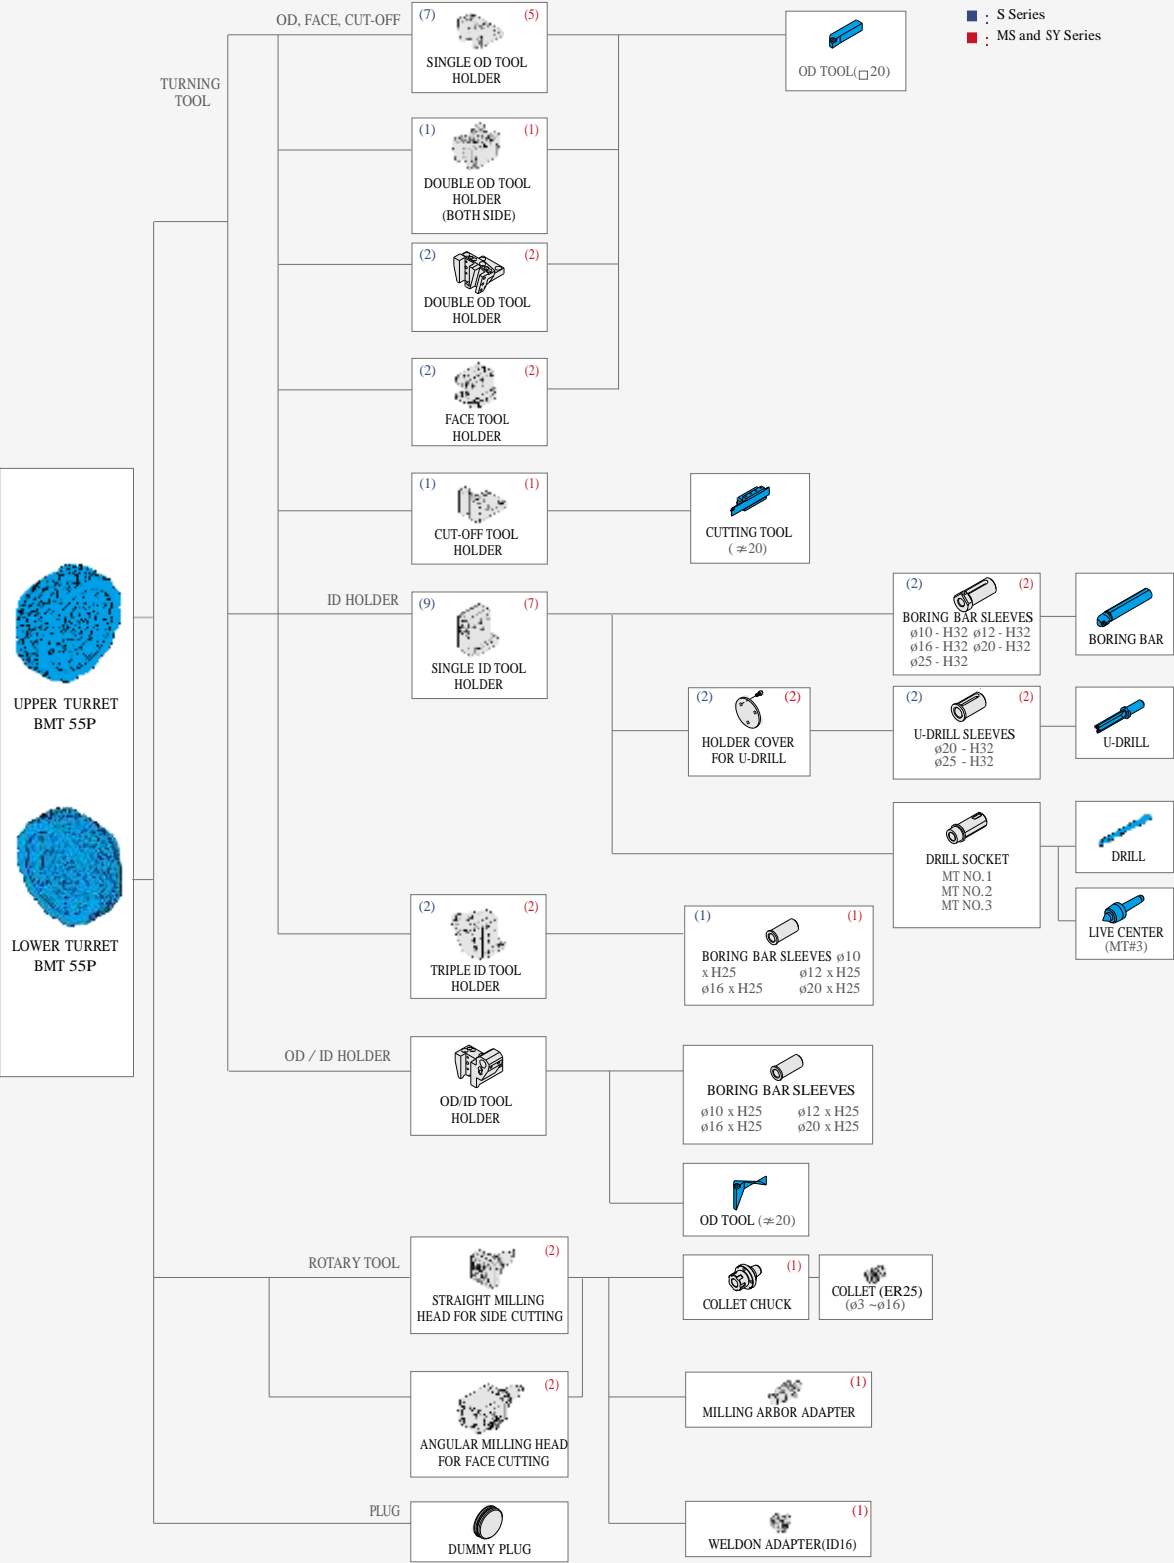 S Series
MS and SY Series
OD, FACE, CUT-OFF
TURNING
TOOL
(7) (5)
SINGLE OD TOOL
HOLDER
OD TOOL(□20)
(1) (1)
DOUBLE OD TOOL
HOLDER
(BOTH SIDE)
(2) (2)
DOUBLE OD TOOL
HOLDER
(2) (2)
FACE TOOL
HOLDER
(1) (1)
CUT-OFF TOOL
HOLDER
CUTTING TOOL
(≄20)
ID HOLDER
(9) (7)
SINGLE ID TOOL
HOLDER
(2) (2)
BORING BAR SLEEVES
ø10 - H32 ø12 - H32
ø16 - H32 ø20 - H32
ø25 - H32
BORING BAR
(2) (2)
HOLDER COVER
FOR U-DRILL
(2) (2)
U-DRILL SLEEVES
ø20 - H32
ø25 - H32
U-DRILL
DRILL SOCKET
MT NO.1
MT NO.2
MT NO.3
DRILL
LIVE CENTER
(MT#3)
UPPER TURRET
BMT 55P
LOWER TURRET
BMT 55P
(2) (2)
TRIPLE ID TOOL
HOLDER
(1) (1)
BORING BAR SLEEVES ø10
x H25 ø12 x H25
ø16 x H25 ø20 x H25
OD / ID HOLDER
OD/ID TOOL
HOLDER
BORING BAR SLEEVES
ø10 x H25 ø12 x H25
ø16 x H25 ø20 x H25
OD TOOL (≄20)
ROTARY TOOL
(2)
STRAIGHT MILLING
HEAD FOR SIDE CUTTING
(1)
COLLET CHUCK
COLLET (ER25)
(ø3 ~ø16)
(2)
ANGULAR MILLING HEAD
FOR FACE CUTTING
(1)
MILLING ARBOR ADAPTER
PLUG
DUMMY PLUG
(1)
WELDON ADAPTER(ID16)